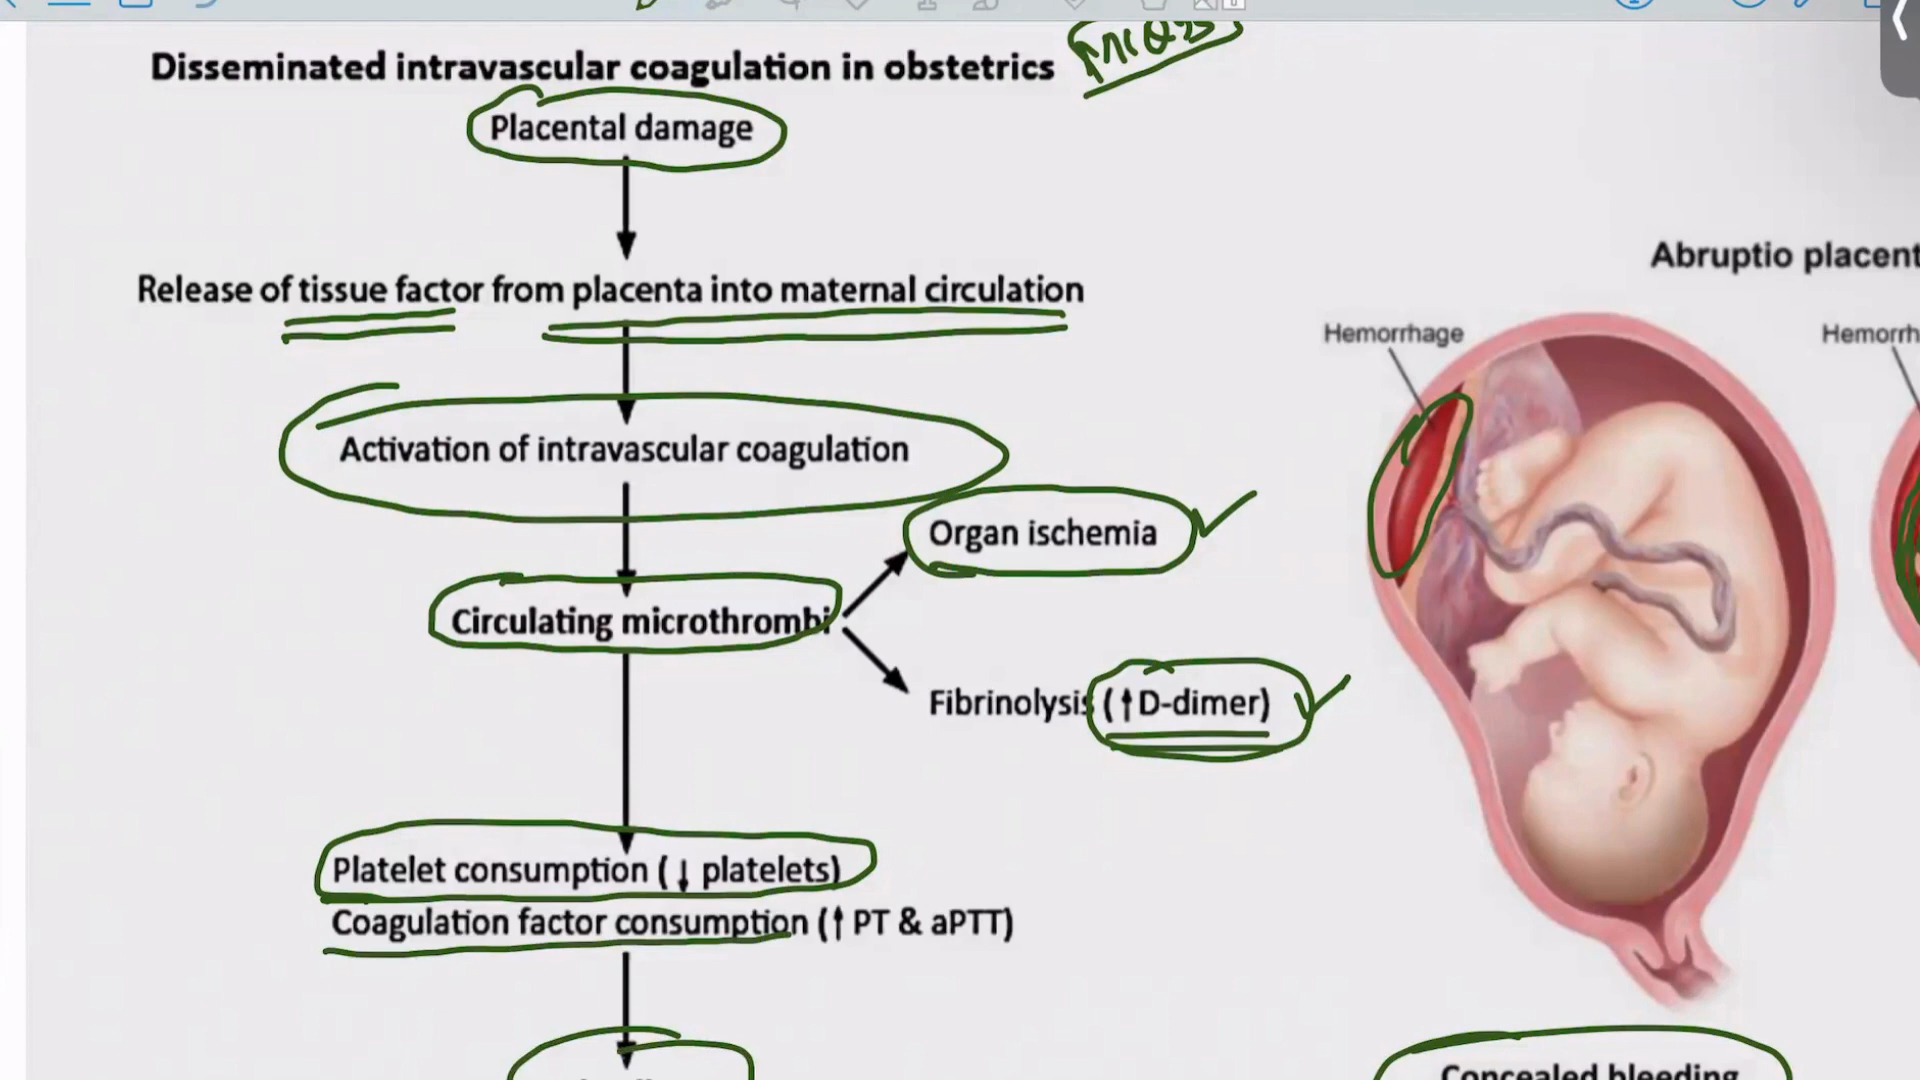 Disseminated intravascular coagulation in obstetrics
Placental damage
Release of tissue factor from placenta into maternal circulation
Activation of intravascular coagulation
Organ ischemia
Circulating microthrombi
Fibrinolysis (↑D-dimer)
Platelet consumption (↓ platelets)
Coagulation factor consumption (↑ PT & aPTT)
Abruptio placent
Hemorrhage
Hemorrh
Concealed bleeding